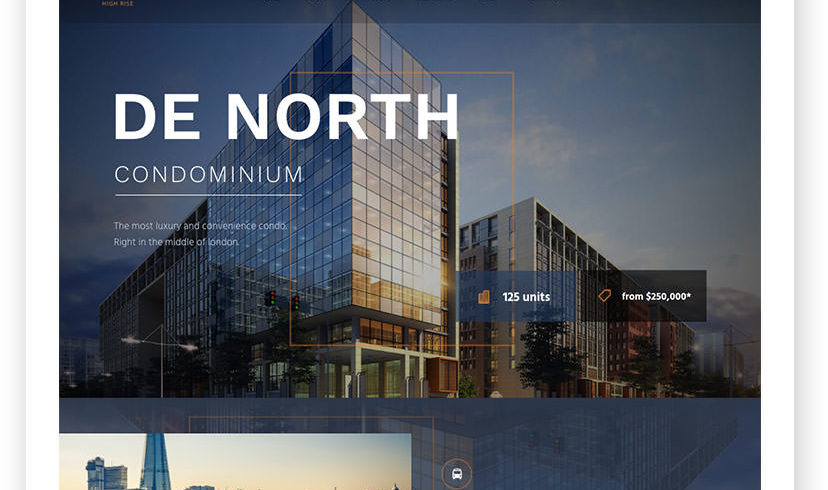 HIGH RISE
DE NORTH
CONDOMINIUM
The most luxury and convenience condo.
Right in the middle of london.
125 units
from $250,000*